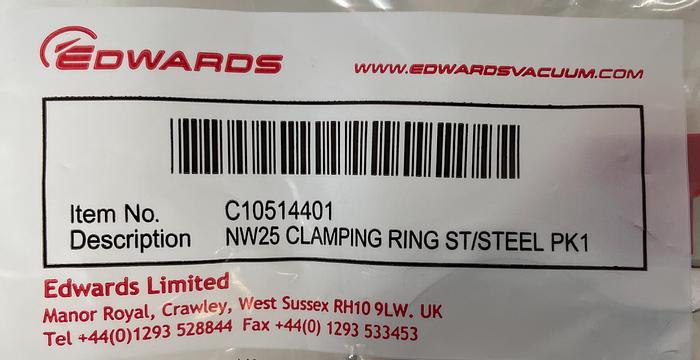 EDWARDS
WWW.EDWARDSVACUUM.COM
Item No. C10514401
Description NW25 CLAMPING RING ST/STEEL PK1
Edwards Limited
Manor Royal, Crawley, West Sussex RH10 9LW. UK
Tel +44(0)1293 528844 Fax +44(0) 1293 533453